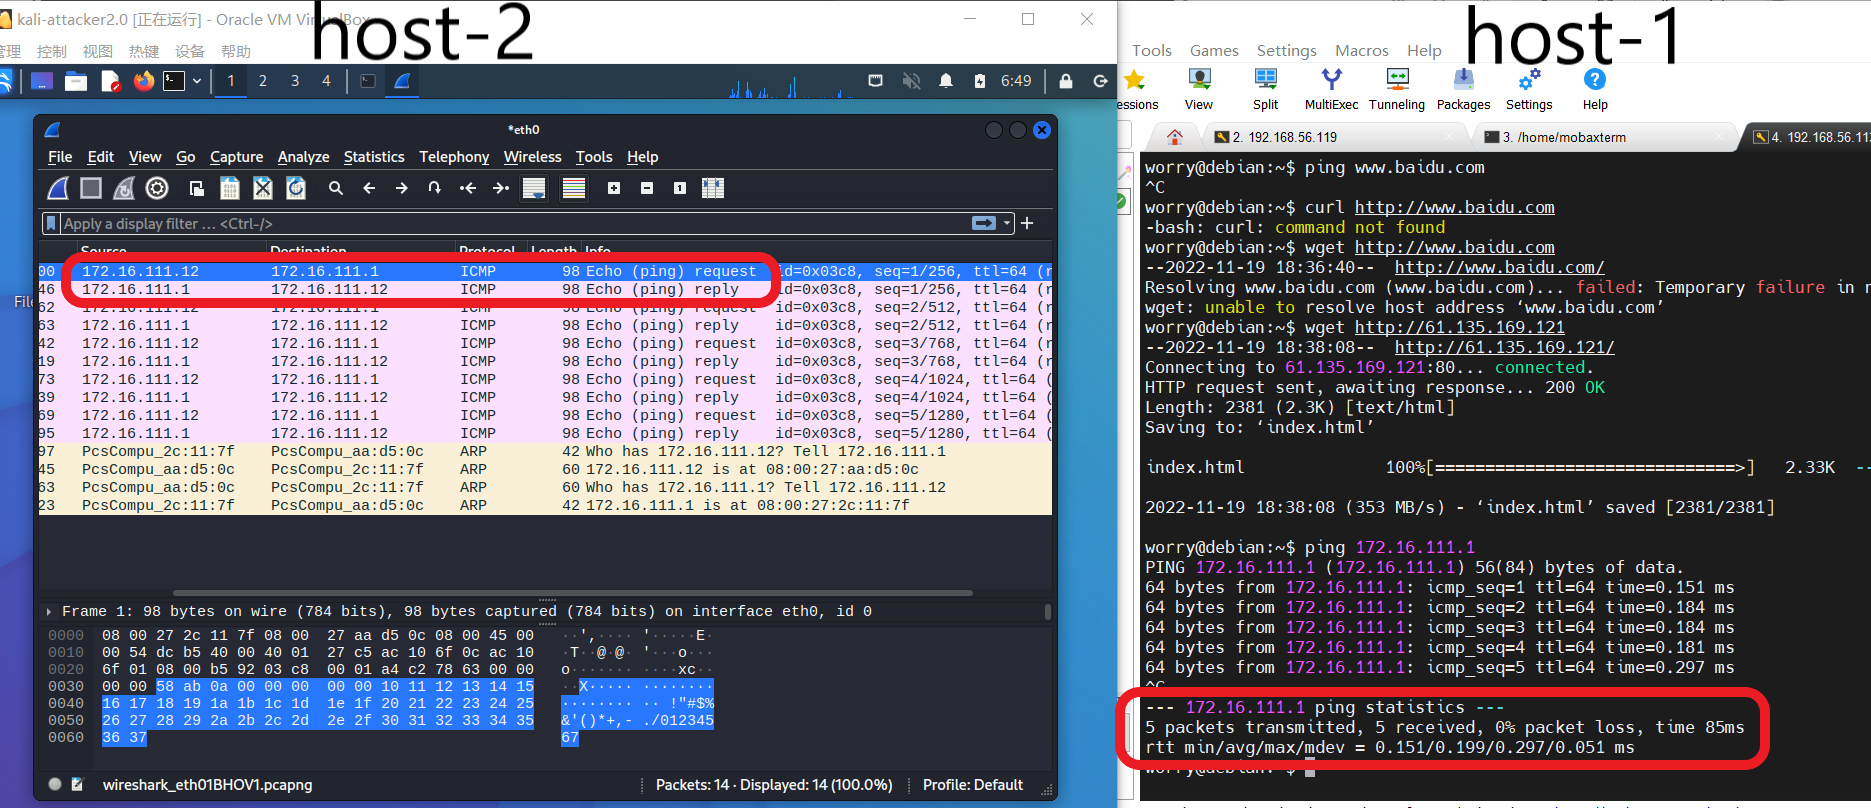 kali-attacker2.0 [正在运行] - Oracle VM VirtualBox
host-2
管理 控制 视图 热键 设备 帮助
1 2 3 4
6:49
*eth0
File Edit View Go Capture Analyze Statistics Telephony Wireless Tools Help
Apply a display filter ... <Ctrl-/>
Source Destination Protocol Length Info
00 172.16.111.12 172.16.111.1 ICMP 98 Echo (ping) request id=0x03c8, seq=1/256, ttl=64 (r
46 172.16.111.1 172.16.111.12 ICMP 98 Echo (ping) reply id=0x03c8, seq=1/256, ttl=64 (r
62 172.16.111.12 172.16.111.1 ICMP 98 Echo (ping) request id=0x03c8, seq=2/512, ttl=64 (r
63 172.16.111.1 172.16.111.12 ICMP 98 Echo (ping) reply id=0x03c8, seq=2/512, ttl=64 (r
42 172.16.111.12 172.16.111.1 ICMP 98 Echo (ping) request id=0x03c8, seq=3/768, ttl=64 (r
19 172.16.111.1 172.16.111.12 ICMP 98 Echo (ping) reply id=0x03c8, seq=3/768, ttl=64 (r
73 172.16.111.12 172.16.111.1 ICMP 98 Echo (ping) request id=0x03c8, seq=4/1024, ttl=64 (
39 172.16.111.1 172.16.111.12 ICMP 98 Echo (ping) reply id=0x03c8, seq=4/1024, ttl=64 (
69 172.16.111.12 172.16.111.1 ICMP 98 Echo (ping) request id=0x03c8, seq=5/1280, ttl=64 (
95 172.16.111.1 172.16.111.12 ICMP 98 Echo (ping) reply id=0x03c8, seq=5/1280, ttl=64 (
97 PcsCompu_2c:11:7f PcsCompu_aa:d5:0c ARP 42 Who has 172.16.111.12? Tell 172.16.111.1
45 PcsCompu_aa:d5:0c PcsCompu_2c:11:7f ARP 60 172.16.111.12 is at 08:00:27:aa:d5:0c
63 PcsCompu_aa:d5:0c PcsCompu_2c:11:7f ARP 60 Who has 172.16.111.1? Tell 172.16.111.12
23 PcsCompu_2c:11:7f PcsCompu_aa:d5:0c ARP 42 172.16.111.1 is at 08:00:27:2c:11:7f
File
Frame 1: 98 bytes on wire (784 bits), 98 bytes captured (784 bits) on interface eth0, id 0
0000 08 00 27 2c 11 7f 08 00 27 aa d5 0c 08 00 45 00 ··',···· '·····E·
0010 00 54 dc b5 40 00 40 01 27 c5 ac 10 6f 0c ac 10 ·T··@·@· '···o···
0020 6f 01 08 00 b5 92 03 c8 00 01 a4 c2 78 63 00 00 o······· ····xc··
0030 00 00 58 ab 0a 00 00 00 00 00 10 11 12 13 14 15 ··X····· ········
0040 16 17 18 19 1a 1b 1c 1d 1e 1f 20 21 22 23 24 25 ········ ·· !"#$%
0050 26 27 28 29 2a 2b 2c 2d 2e 2f 30 31 32 33 34 35 &'()*+,- ./012345
0060 36 37 67
wireshark_eth01BHOV1.pcapng Packets: 14 · Displayed: 14 (100.0%) Profile: Default
host-1
Tools Games Settings Macros Help
essions View Split MultiExec Tunneling Packages Settings Help
2. 192.168.56.119 3. /home/mobaxterm 4. 192.168.56.113
worry@debian:~$ ping www.baidu.com
^C
worry@debian:~$ curl http://www.baidu.com
-bash: curl: command not found
worry@debian:~$ wget http://www.baidu.com
--2022-11-19 18:36:40-- http://www.baidu.com/
Resolving www.baidu.com (www.baidu.com)... failed: Temporary failure in n
wget: unable to resolve host address ‘www.baidu.com’
worry@debian:~$ wget http://61.135.169.121
--2022-11-19 18:38:08-- http://61.135.169.121/
Connecting to 61.135.169.121:80... connected.
HTTP request sent, awaiting response... 200 OK
Length: 2381 (2.3K) [text/html]
Saving to: ‘index.html’
index.html 100%[==============================>] 2.33K --
2022-11-19 18:38:08 (353 MB/s) - ‘index.html’ saved [2381/2381]
worry@debian:~$ ping 172.16.111.1
PING 172.16.111.1 (172.16.111.1) 56(84) bytes of data.
64 bytes from 172.16.111.1: icmp_seq=1 ttl=64 time=0.151 ms
64 bytes from 172.16.111.1: icmp_seq=2 ttl=64 time=0.184 ms
64 bytes from 172.16.111.1: icmp_seq=3 ttl=64 time=0.184 ms
64 bytes from 172.16.111.1: icmp_seq=4 ttl=64 time=0.181 ms
64 bytes from 172.16.111.1: icmp_seq=5 ttl=64 time=0.297 ms
^C
--- 172.16.111.1 ping statistics ---
5 packets transmitted, 5 received, 0% packet loss, time 85ms
rtt min/avg/max/mdev = 0.151/0.199/0.297/0.051 ms
worry@debian:~$